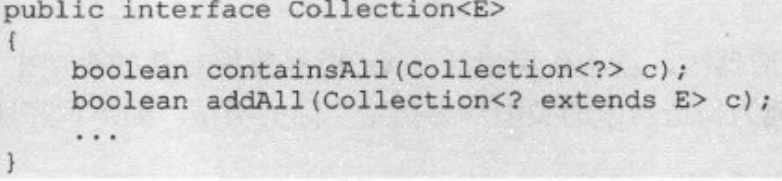 public interface Collection<E>
{
    boolean containsAll(Collection<?> c);
    boolean addAll(Collection<? extends E> c);
    ...
}